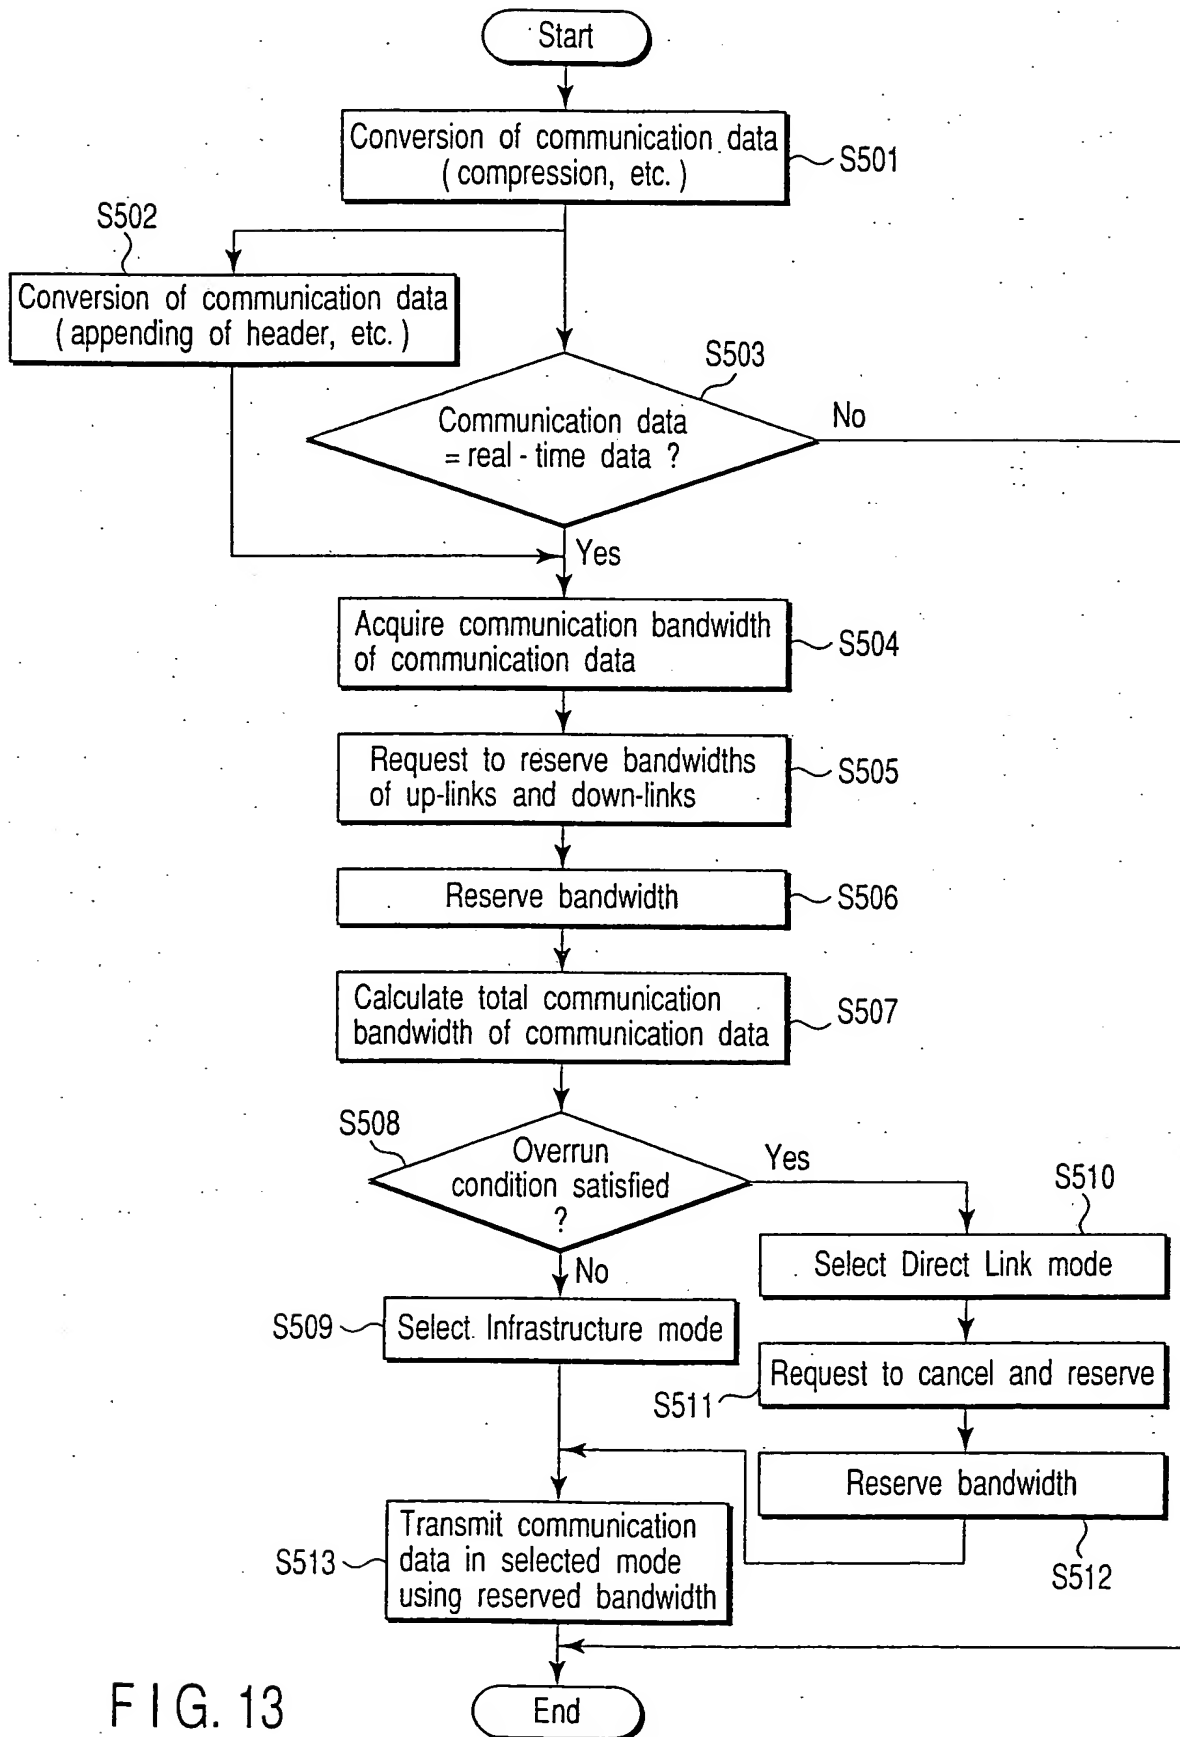 Start
Conversion of communication data
( compression, etc. )
S501
S502
Conversion of communication data
( appending of header, etc. )
S503
Communication data
= real - time data ?
No
Yes
Acquire communication bandwidth
of communication data
S504
Request to reserve bandwidths
of up-links and down-links
S505
Reserve bandwidth
S506
Calculate total communication
bandwidth of communication data
S507
S508
Overrun
condition satisfied
?
Yes
No
S510
Select Direct Link mode
S509
Select Infrastructure mode
Request to cancel and reserve
S511
Reserve bandwidth
S512
Transmit communication
data in selected mode
using reserved bandwidth
S513
End
FIG. 13